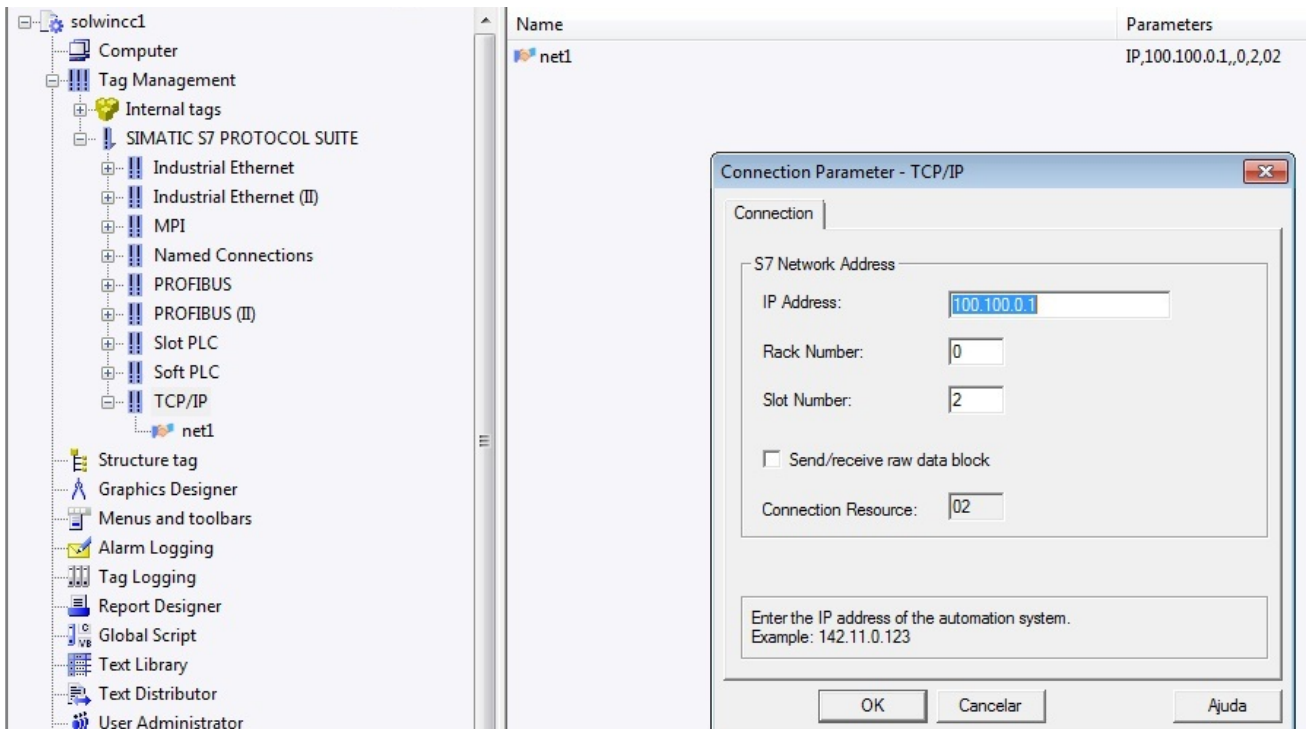 solwincc1
Computer
Tag Management
Internal tags
SIMATIC S7 PROTOCOL SUITE
Industrial Ethernet
Industrial Ethernet (II)
MPI
Named Connections
PROFIBUS
PROFIBUS (II)
Slot PLC
Soft PLC
TCP/IP
net1
Structure tag
Graphics Designer
Menus and toolbars
Alarm Logging
Tag Logging
Report Designer
Global Script
Text Library
Text Distributor
User Administrator
Name Parameters
net1 IP,100.100.0.1,,0,2,02
Connection Parameter - TCP/IP
Connection
S7 Network Address
IP Address: 100.100.0.1
Rack Number: 0
Slot Number: 2
Send/receive raw data block
Connection Resource: 02
Enter the IP address of the automation system.
Example: 142.11.0.123
OK Cancelar Ajuda